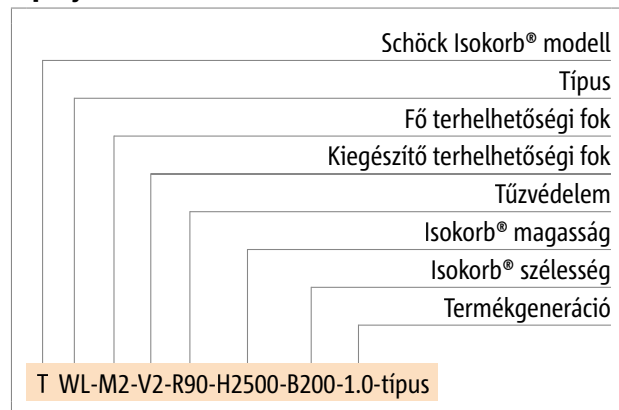 Schöck Isokorb® modell
Típus
Fő terhelhetőségi fok
Kiegészítő terhelhetőségi fok
Tűzvédelem
Isokorb® magasság
Isokorb® szélesség
Termékgeneráció
T WL-M2-V2-R90-H2500-B200-1.0-típus